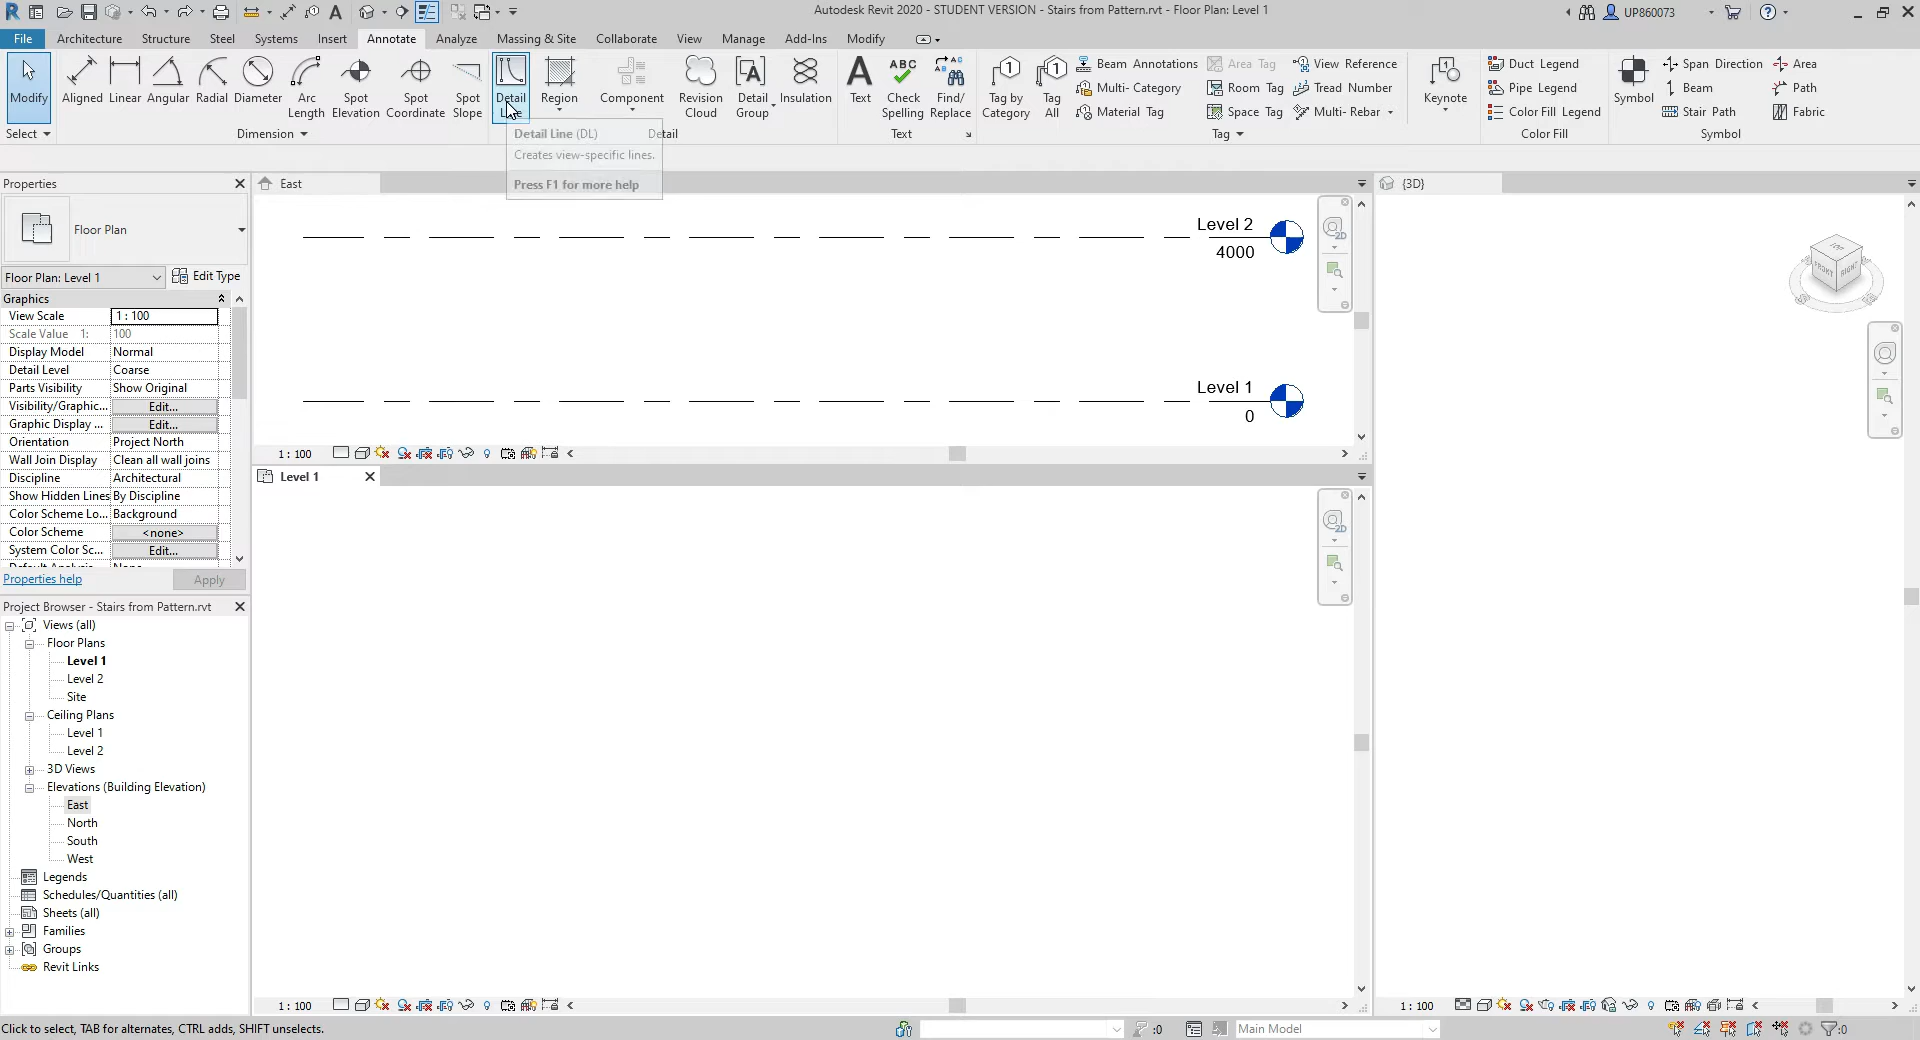 Autodesk Revit 2020 - STUDENT VERSION - Stairs from Pattern.rvt - Floor Plan: Level 1
UP860073
File Architecture Structure Steel Systems Insert Annotate Analyze Massing & Site Collaborate View Manage Add-Ins Modify
Modify
Select
Aligned Linear Angular Radial Diameter Arc Length Spot Elevation Spot Coordinate Spot Slope
Dimension
Detail Line Region Component Revision Cloud Detail Group Insulation
Detail
Text Check Spelling Find/ Replace
Text
Tag by Category Tag All
Beam Annotations Area Tag View Reference
Multi- Category Room Tag Tread Number
Material Tag Space Tag Multi- Rebar
Tag
Keynote
Duct Legend
Pipe Legend
Color Fill Legend
Color Fill
Symbol
Span Direction Area
Beam Path
Stair Path Fabric
Symbol
Detail Line (DL)
Creates view-specific lines.
Press F1 for more help
Properties
Floor Plan
Floor Plan: Level 1
Edit Type
Graphics
View Scale 1 : 100
Scale Value 1: 100
Display Model Normal
Detail Level Coarse
Parts Visibility Show Original
Visibility/Graphic... Edit...
Graphic Display ... Edit...
Orientation Project North
Wall Join Display Clean all wall joins
Discipline Architectural
Show Hidden Lines By Discipline
Color Scheme Lo... Background
Color Scheme <none>
System Color Sc... Edit...
Properties help
Apply
Project Browser - Stairs from Pattern.rvt
Views (all)
Floor Plans
Level 1
Level 2
Site
Ceiling Plans
Level 1
Level 2
3D Views
Elevations (Building Elevation)
East
North
South
West
Legends
Schedules/Quantities (all)
Sheets (all)
Families
Groups
Revit Links
East
Level 2
4000
Level 1
0
1 : 100
Level 1
1 : 100
{3D}
TOP
FRONT
RIGHT
1 : 100
Click to select, TAB for alternates, CTRL adds, SHIFT unselects.
:0
Main Model
:0